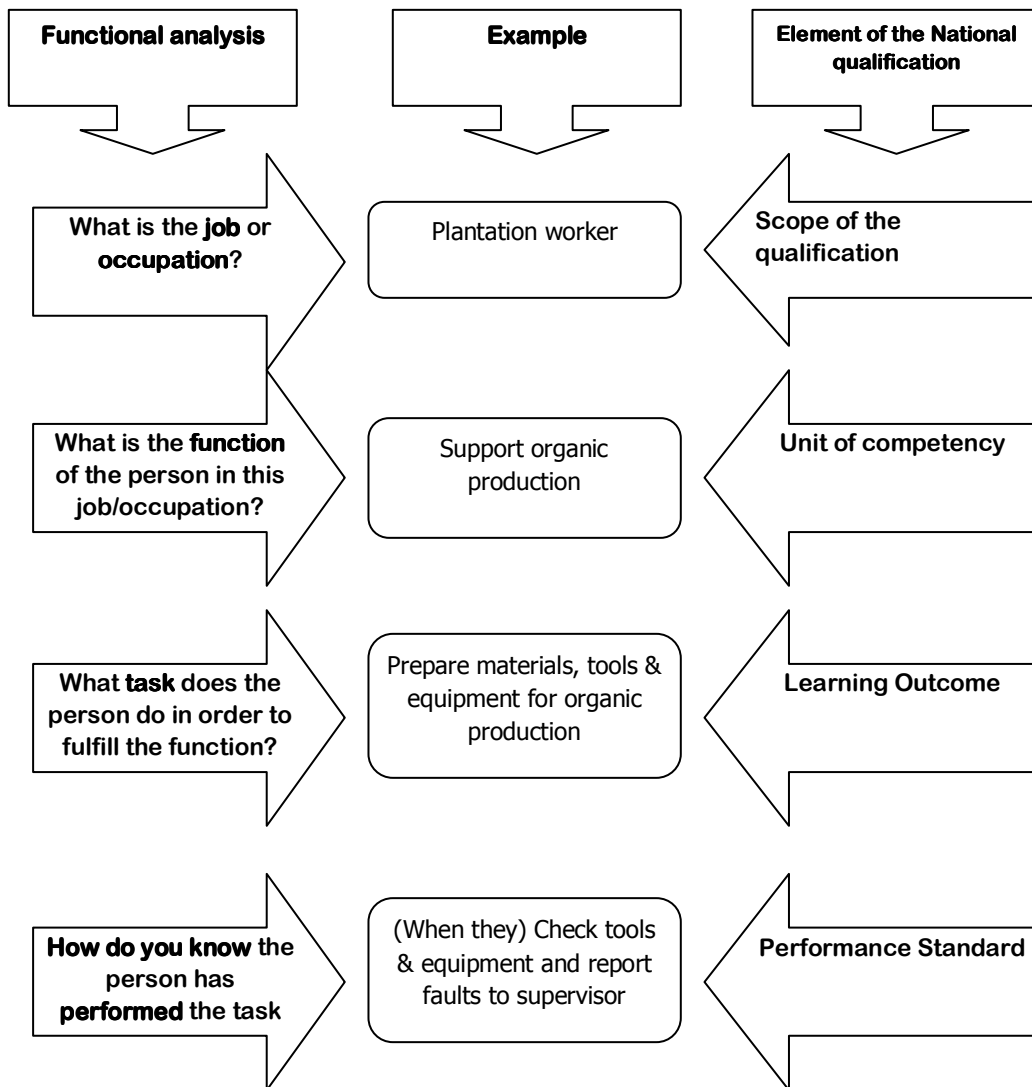 Functional analysis
Example
Element of the National
qualification
What is the job or
occupation?
Plantation worker
Scope of the
qualification
What is the function
of the person in this
job/occupation?
Support organic
production
Unit of competency
What task does the
person do in order to
fulfill the function?
Prepare materials, tools &
equipment for organic
production
Learning Outcome
How do you know the
person has
performed the task
(When they) Check tools
& equipment and report
faults to supervisor
Performance Standard